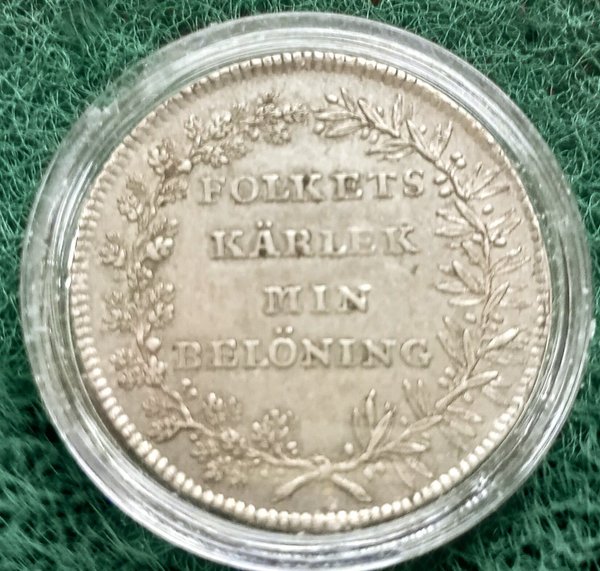 FOLKETS
KÄRLEK
MIN
BELÖNING